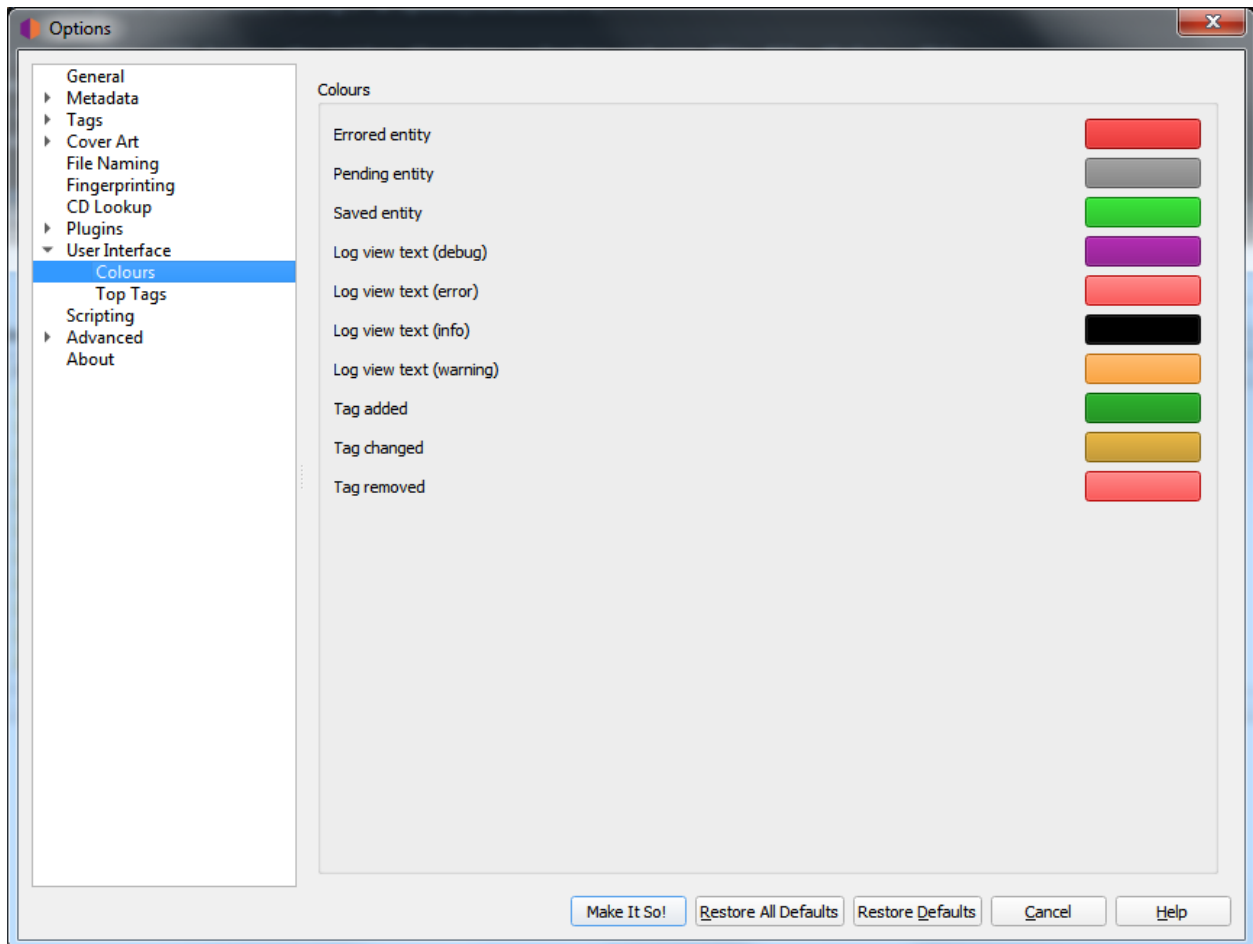 Options
General
Metadata
Tags
Cover Art
File Naming
Fingerprinting
CD Lookup
Plugins
User Interface
Colours
Top Tags
Scripting
Advanced
About
Colours
Errored entity
Pending entity
Saved entity
Log view text (debug)
Log view text (error)
Log view text (info)
Log view text (warning)
Tag added
Tag changed
Tag removed
Make It So! Restore All Defaults Restore Defaults Cancel Help